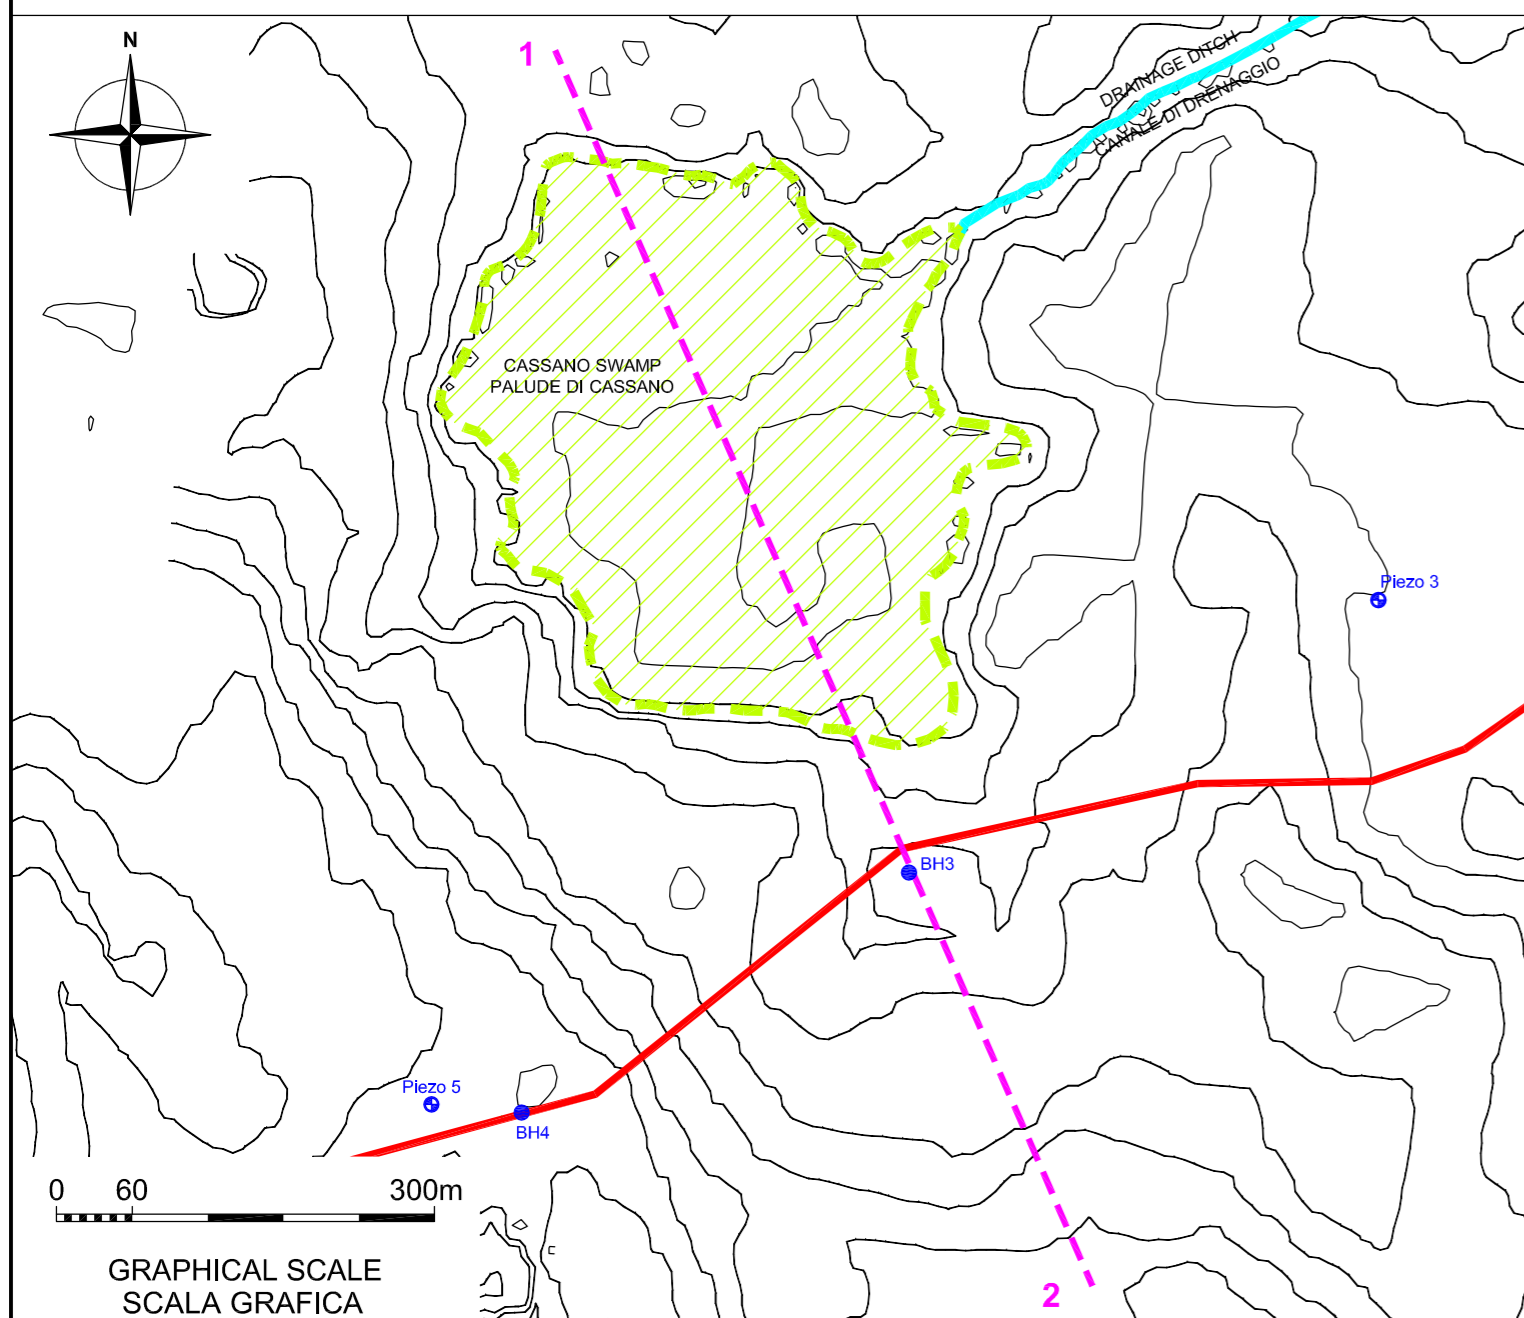 N
1
DRAINAGE DITCH
CANALE DI DRENAGGIO
CASSANO SWAMP
PALUDE DI CASSANO
Piezo 3
BH3
Piezo 5
BH4
0 60 300m
GRAPHICAL SCALE
SCALA GRAFICA
2